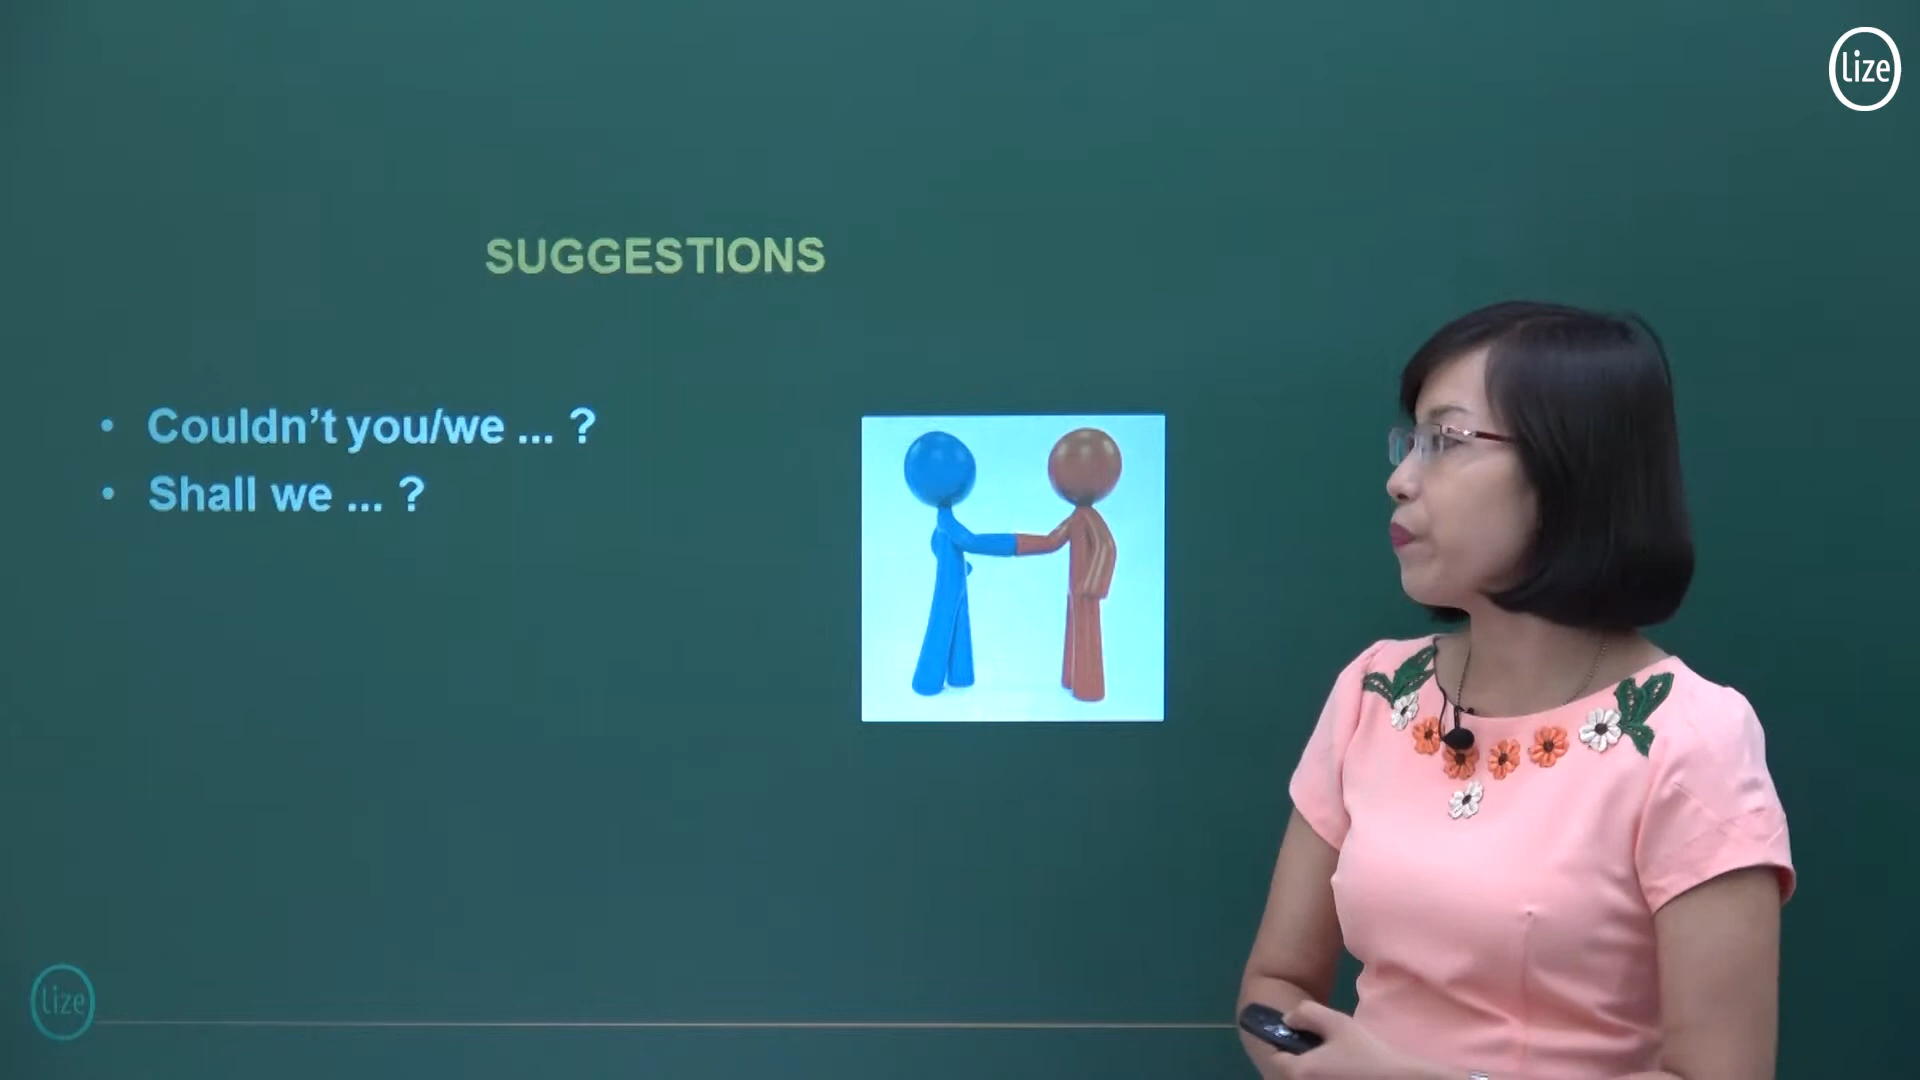 Lize
SUGGESTIONS
• Couldn't you/we ... ?
• Shall we ... ?
Lize